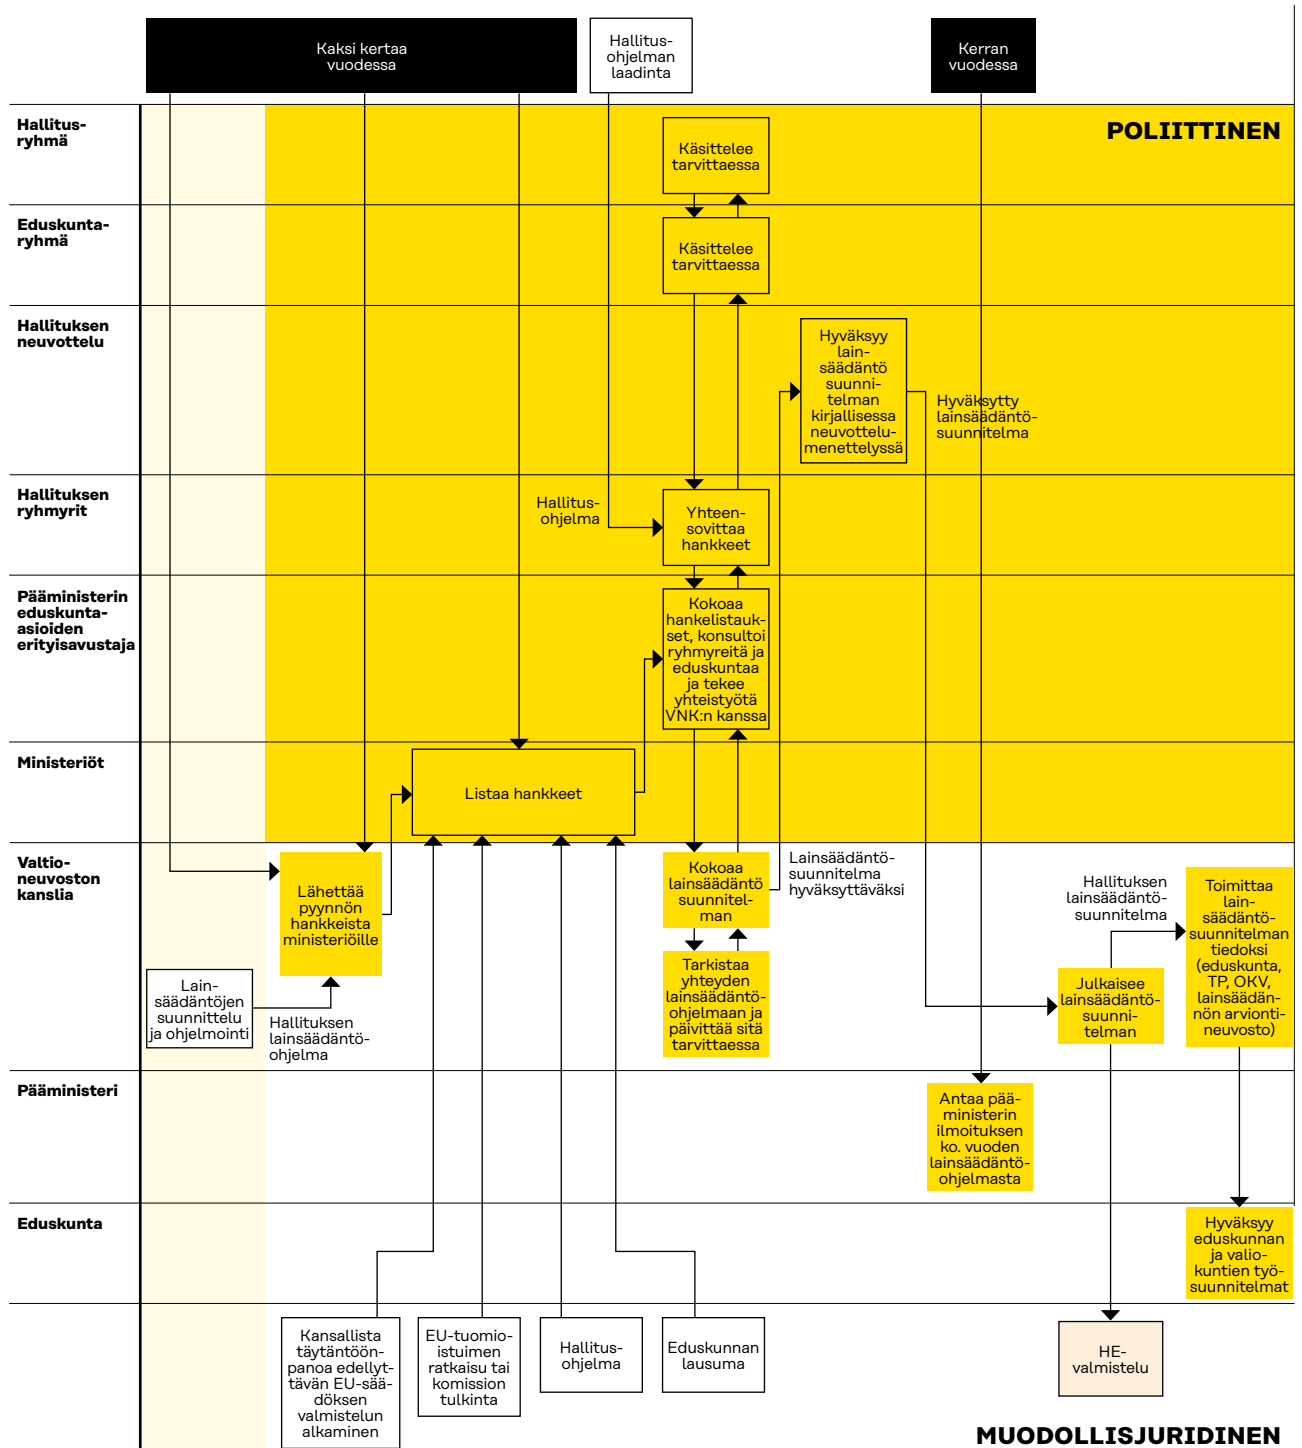 Kaksi kertaa
vuodessa
Hallitus-
ohjelman
laadinta
Kerran
vuodessa
Hallitus-
ryhmä
POLIITTINEN
Käsittelee
tarvittaessa
Eduskunta-
ryhmä
Käsittelee
tarvittaessa
Hallituksen
neuvottelu
Hyväksyy
lain-
säädäntö
suunni-
telman
kirjallisessa
neuvottelu-
menettelyssä
Hyväksytty
lainsäädäntö-
suunnitelma
Hallituksen
ryhmyrit
Hallitus-
ohjelma
Yhteen-
sovittaa
hankkeet
Pääministerin
eduskunta-
asioiden
erityisavustaja
Kokoaa
hankelistauk-
set, konsultoi
ryhmyreitä ja
eduskuntaa
ja tekee
yhteistyötä
VNK:n kanssa
Ministeriöt
Listaa hankkeet
Valtio-
neuvoston
kanslia
Lähettää
pyynnön
hankkeista
ministeriöille
Kokoaa
lainsäädäntö
suunnitel-
man
Lainsäädäntö-
suunnitelma
hyväksyttäväksi
Hallituksen
lainsäädäntö-
suunnitelma
Toimittaa
lain-
säädäntö-
suunnitelman
tiedoksi
(eduskunta,
TP, OKV,
lainsäädän-
nön arviointi-
neuvosto)
Lain-
säädäntöjen
suunnittelu
ja ohjelmointi
Hallituksen
lainsäädäntö-
ohjelma
Tarkistaa
yhteyden
lainsäädäntö-
ohjelmaan ja
päivittää sitä
tarvittaessa
Julkaisee
lainsäädäntö-
suunni-
telman
Pääministeri
Antaa pää-
ministerin
ilmoituksen
ko. vuoden
lainsäädäntö-
ohjelmasta
Eduskunta
Hyväksyy
eduskunnan
ja valio-
kuntien työ-
suunnitelmat
Kansallista
täytäntöön-
panoa edellyt-
tävän EU-sää-
döksen
valmistelun
alkaminen
EU-tuomio-
istuimen
ratkaisu tai
komission
tulkinta
Hallitus-
ohjelma
Eduskunnan
lausuma
HE-
valmistelu
MUODOLLISJURIDINEN